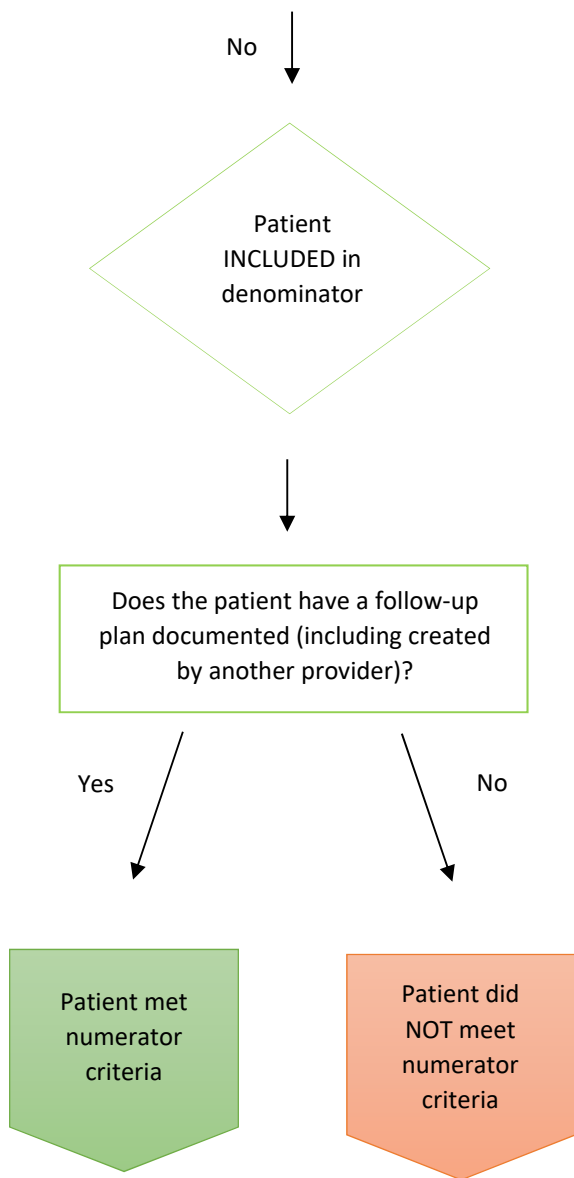 No
Patient
INCLUDED in
denominator
Does the patient have a follow-up
plan documented (including created
by another provider)?
Yes
No
Patient met
numerator
criteria
Patient did
NOT meet
numerator
criteria